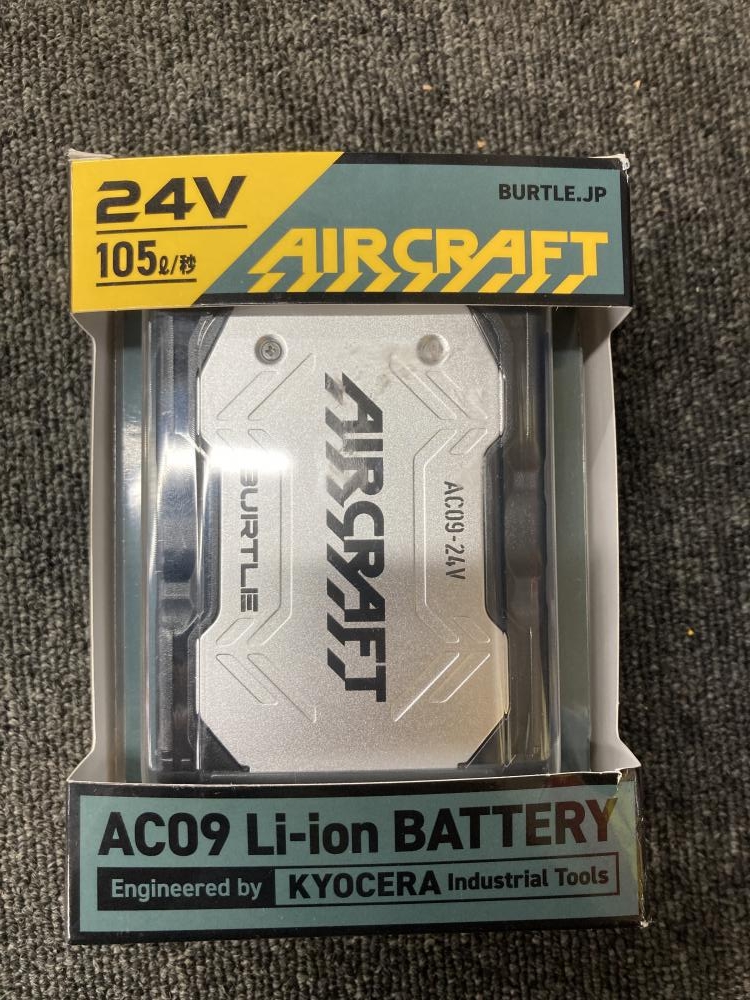 24V
105ℓ/秒
BURTLE.JP
AIRCRAFT
AIRCRAFT
BURTLE
AC09-24V
AC09 Li-ion BATTERY
Engineered by KYOCERA Industrial Tools